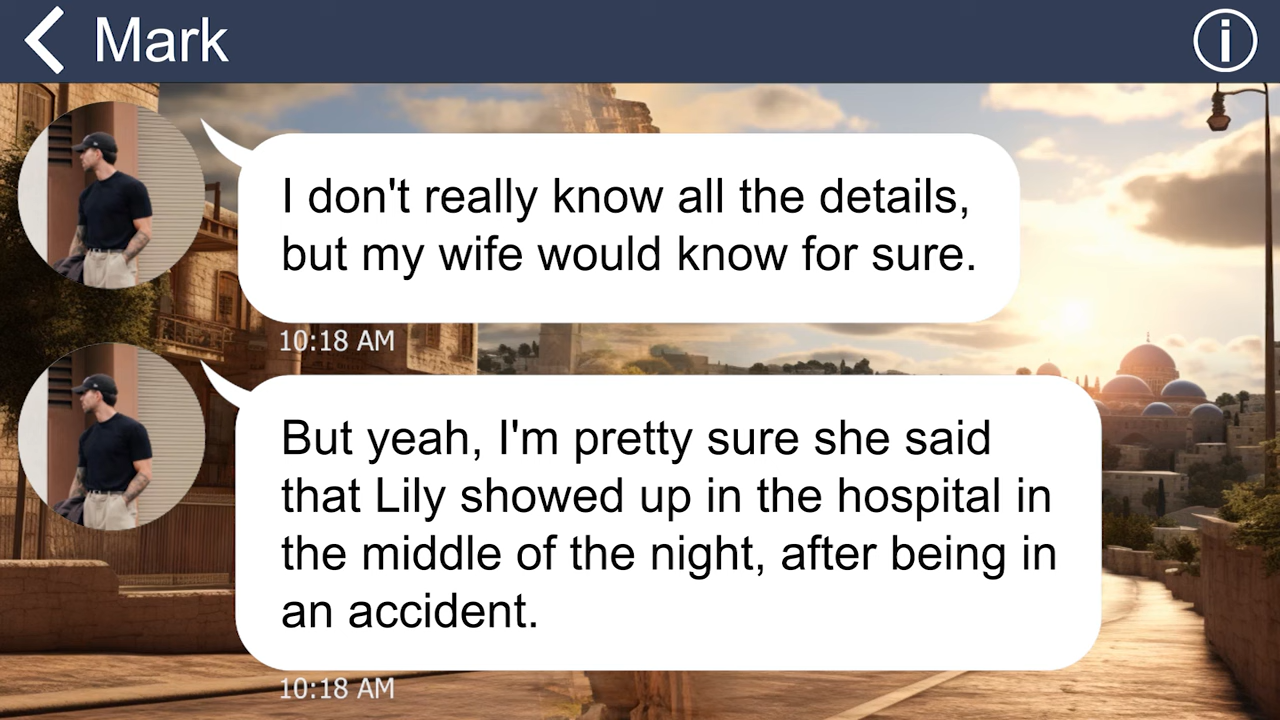 Mark
I don't really know all the details,
but my wife would know for sure.
10:18 AM
But yeah, I'm pretty sure she said
that Lily showed up in the hospital in
the middle of the night, after being in
an accident.
10:18 AM